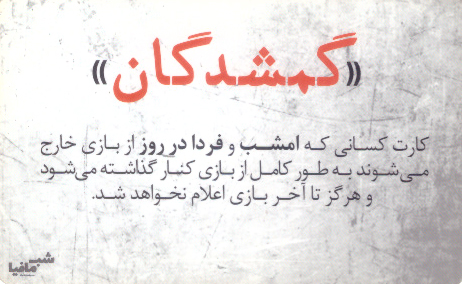 «گمشدگان»
کارت کسانی که امشب و فردا در روز از بازی خارج
می‌شوند به طور کامل از بازی کنار گذاشته می‌شود
و هرگز تا آخر بازی اعلام نخواهد شد.
شب
مافیا